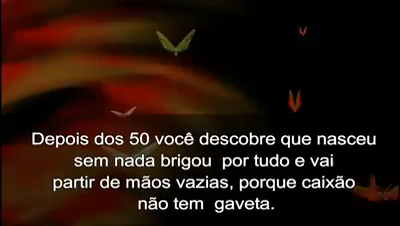 Depois dos 50 você descobre que nasceu
sem nada brigou por tudo e vai
partir de mãos vazias, porque caixão
não tem gaveta.